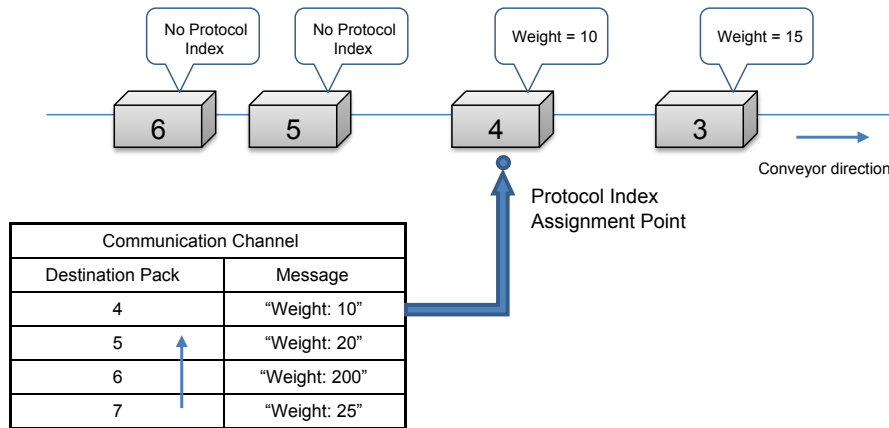 No Protocol
Index
No Protocol
Index
Weight = 10
Weight = 15
6
5
4
3
Conveyor direction
Protocol Index
Assignment Point
Communication Channel
Destination Pack Message
4 “Weight: 10”
5 “Weight: 20”
6 “Weight: 200”
7 “Weight: 25”